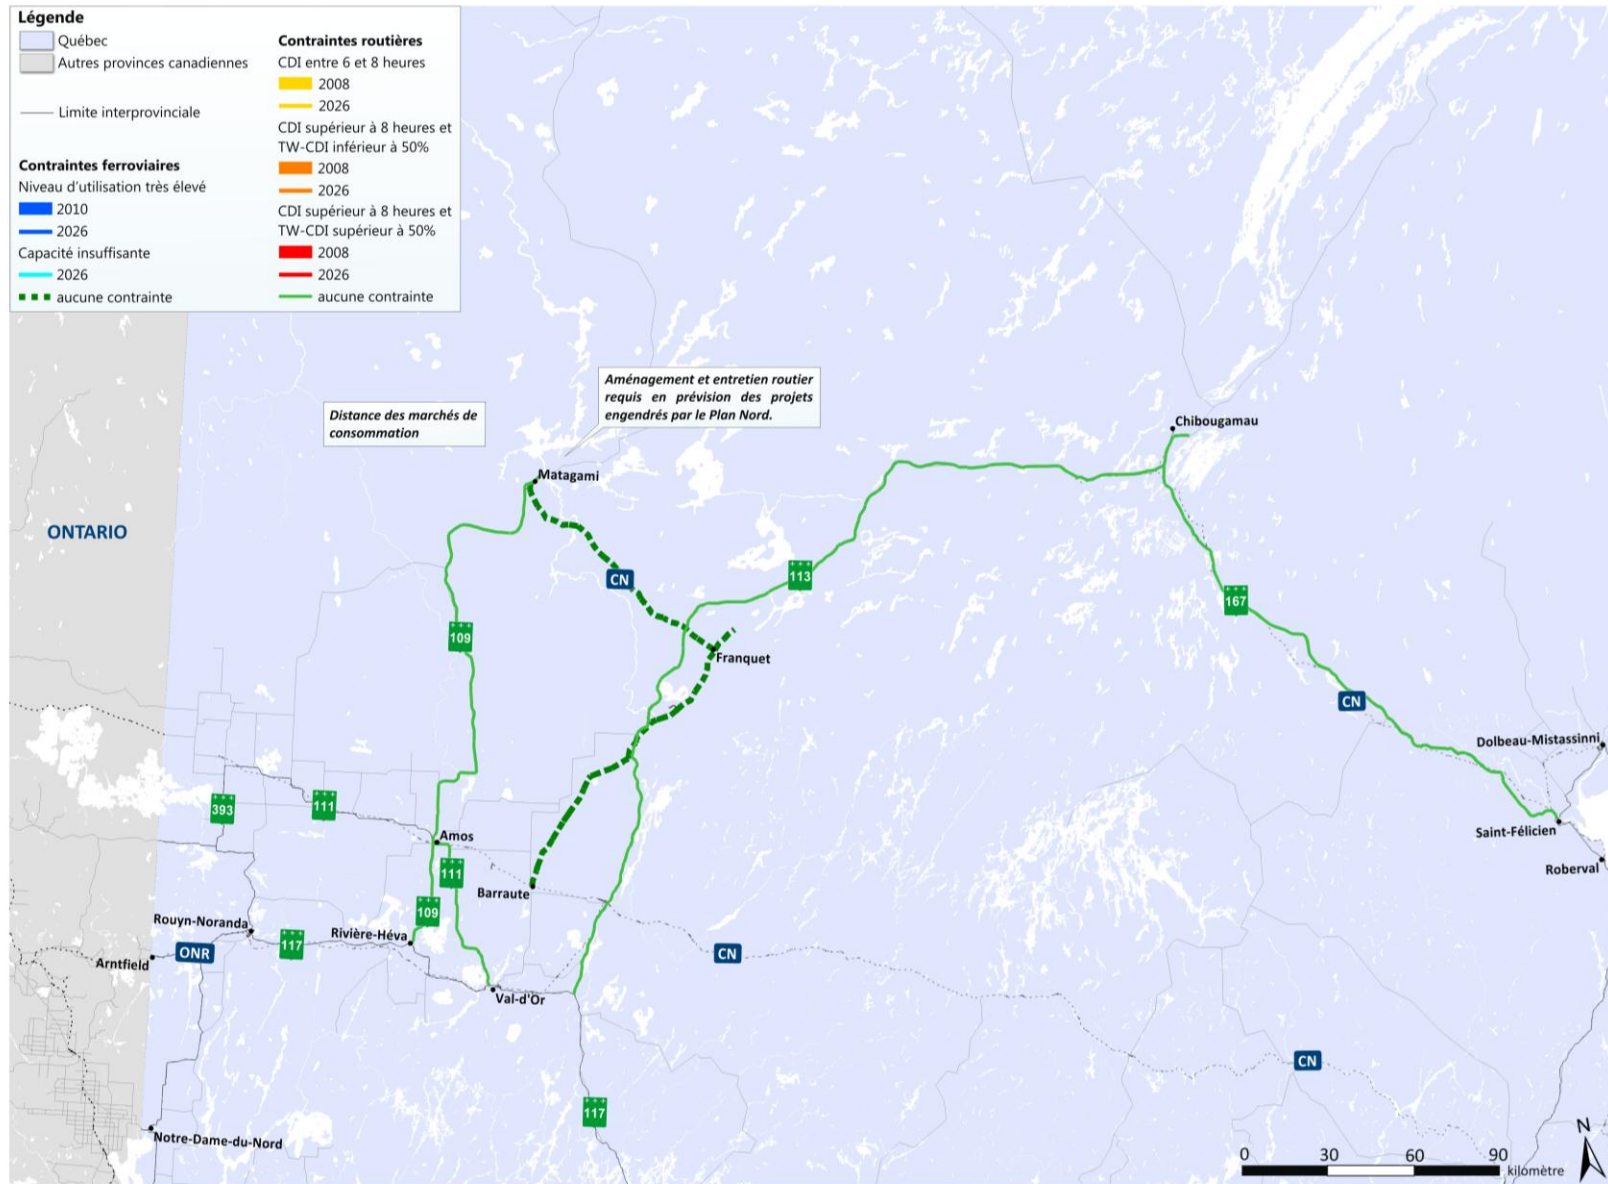 Légende
Québec
Autres provinces canadiennes
Limite interprovinciale
Contraintes ferroviaires
Niveau d'utilisation très élevé
2010
2026
Capacité insuffisante
2026
aucune contrainte
Contraintes routières
CDI entre 6 et 8 heures
2008
2026
CDI supérieur à 8 heures et
TW-CDI inférieur à 50%
2008
2026
CDI supérieur à 8 heures et
TW-CDI supérieur à 50%
2008
2026
aucune contrainte
Aménagement et entretien routier
requis en prévision des projets
engendrés par le Plan Nord.
Distance des marchés de
consommation
Chibougamau
Matagami
ONTARIO
CN
113
167
109
Franquet
CN
Dolbeau-Mistassinni
393
111
Amos
Saint-Félicien
111
Roberval
Barraute
109
Rouyn-Noranda
117
Rivière-Héva
ONR
CN
Arntfield
Val-d'Or
CN
117
Notre-Dame-du-Nord
N
0 30 60 90
kilomètre